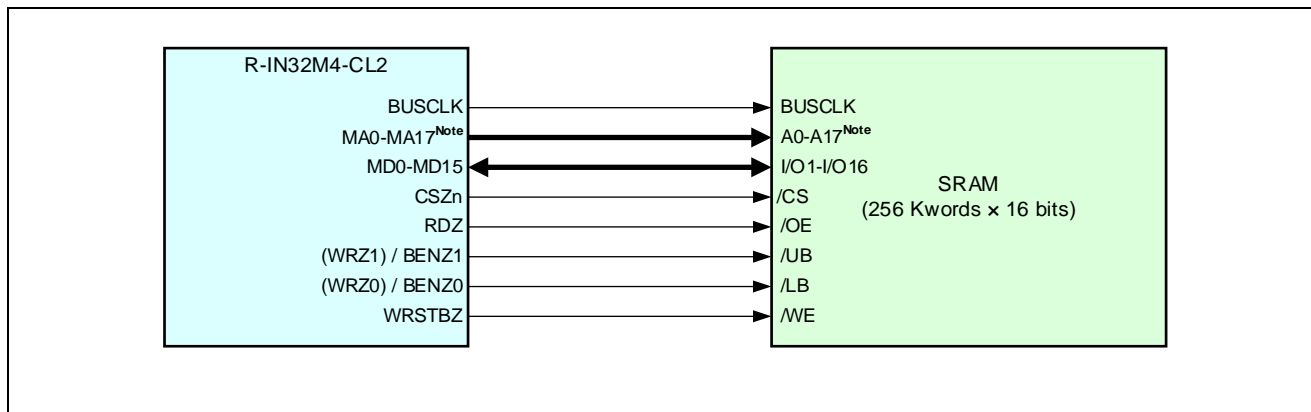 R-IN32M4-CL2
BUSCLK
MA0-MA17Note
MD0-MD15
CSZn
RDZ
(WRZ1) / BENZ1
(WRZ0) / BENZ0
WRSTBZ
BUSCLK
A0-A17Note
I/O1-I/O16
/CS
/OE
/UB
/LB
/WE
SRAM
(256 Kwords × 16 bits)